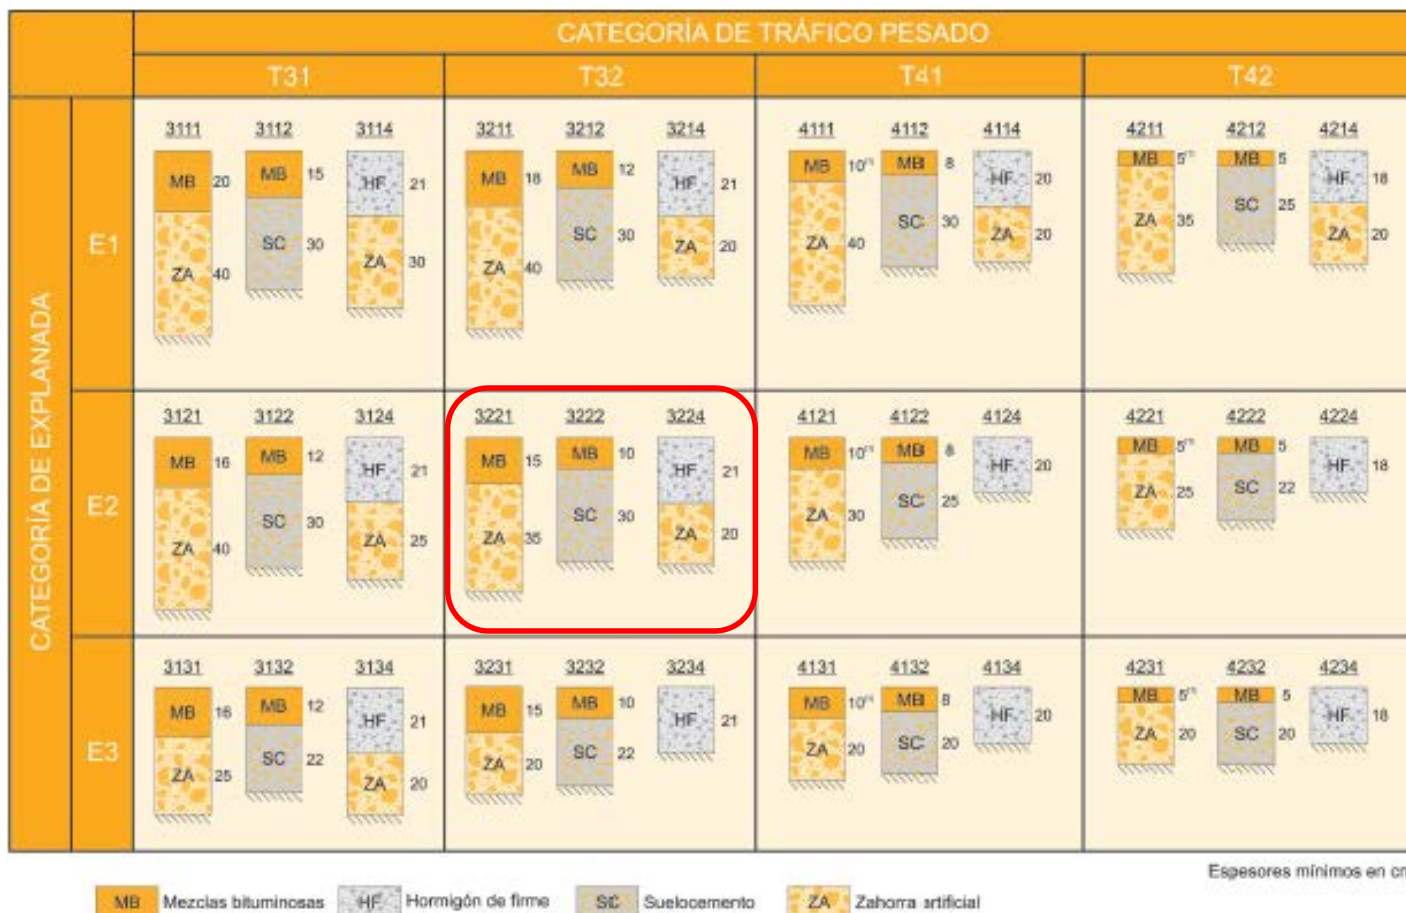 CATEGORÍA DE TRÁFICO PESADO
T31 T32 T41 T42
CATEGORÍA DE EXPLANADA
E1
3111 3112 3114 3211 3212 3214 4111 4112 4114 4211 4212 4214
MB 20 MB 15 HF 21 MB 18 MB 12 HF 21 MB 10(1) MB 8 HF 20 MB 5(1) MB 5 HF 18
ZA 40 SC 30 ZA 30 ZA 40 SC 30 ZA 20 ZA 40 SC 30 ZA 20 ZA 35 SC 25 ZA 20
E2
3121 3122 3124 3221 3222 3224 4121 4122 4124 4221 4222 4224
MB 16 MB 12 HF 21 MB 15 MB 10 HF 21 MB 10(1) MB 8 HF 20 MB 5(1) MB 5 HF 18
ZA 40 SC 30 ZA 25 ZA 35 SC 30 ZA 20 ZA 30 SC 25 ZA 25 SC 22
E3
3131 3132 3134 3231 3232 3234 4131 4132 4134 4231 4232 4234
MB 16 MB 12 HF 21 MB 15 MB 10 HF 21 MB 10(1) MB 8 HF 20 MB 5(1) MB 5 HF 18
ZA 25 SC 22 ZA 20 ZA 20 SC 22 ZA 20 SC 20 ZA 20 SC 20
Espesores mínimos en cm
MB Mezclas bituminosas HF Hormigón de firme SC Suelocemento ZA Zahorra artificial